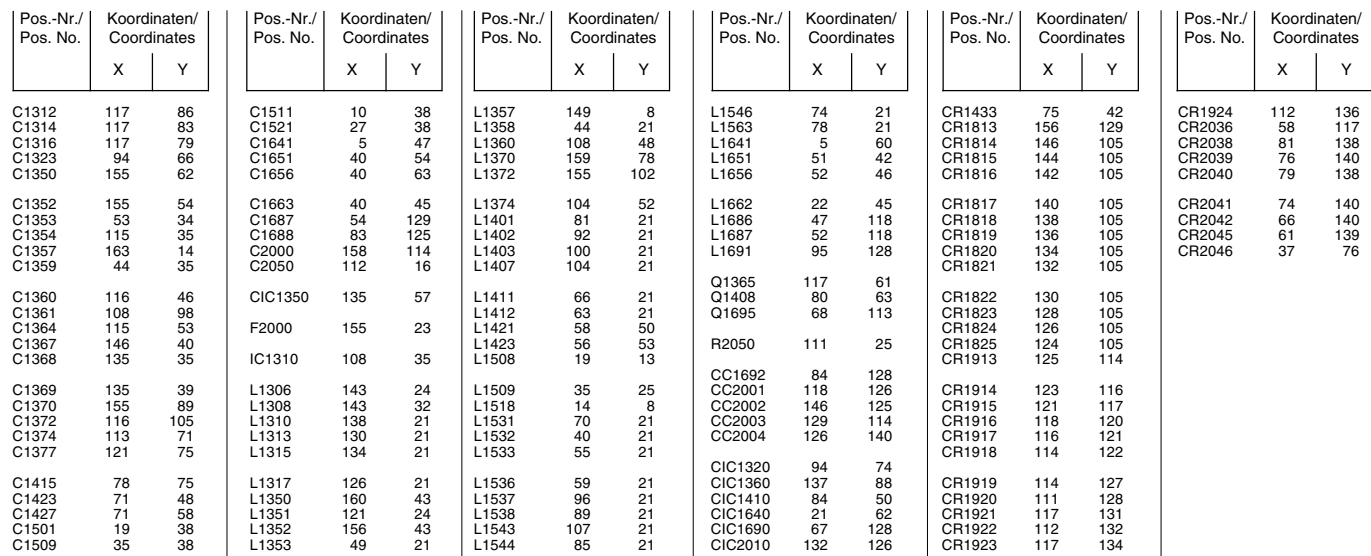 Pos.-Nr./ Koordinaten/
Pos. No. Coordinates
X Y
C1312 117 86
C1314 117 83
C1316 117 79
C1323 94 66
C1350 155 62
C1352 155 54
C1353 53 34
C1354 115 35
C1357 163 14
C1359 44 35
C1360 116 46
C1361 108 98
C1364 115 53
C1367 146 40
C1368 135 35
C1369 135 39
C1370 155 89
C1372 116 105
C1374 113 71
C1377 121 75
C1415 78 75
C1423 71 48
C1427 71 58
C1501 19 38
C1509 35 38
Pos.-Nr./ Koordinaten/
Pos. No. Coordinates
X Y
C1511 10 38
C1521 27 38
C1641 5 47
C1651 40 54
C1656 40 63
C1663 40 45
C1687 54 129
C1688 83 125
C2000 158 114
C2050 112 16
CIC1350 135 57
F2000 155 23
IC1310 108 35
L1306 143 24
L1308 143 32
L1310 138 21
L1313 130 21
L1315 134 21
L1317 126 21
L1350 160 43
L1351 121 24
L1352 156 43
L1353 49 21
Pos.-Nr./ Koordinaten/
Pos. No. Coordinates
X Y
L1357 149 8
L1358 44 21
L1360 108 48
L1370 159 78
L1372 155 102
L1374 104 52
L1401 81 21
L1402 92 21
L1403 100 21
L1407 104 21
L1411 66 21
L1412 63 21
L1421 58 50
L1423 56 53
L1508 19 13
L1509 35 25
L1518 14 8
L1531 70 21
L1532 40 21
L1533 55 21
L1536 59 21
L1537 96 21
L1538 89 21
L1543 107 21
L1544 85 21
Pos.-Nr./ Koordinaten/
Pos. No. Coordinates
X Y
L1546 74 21
L1563 78 21
L1641 5 60
L1651 51 42
L1656 52 46
L1662 22 45
L1686 47 118
L1687 52 118
L1691 95 128
Q1365 117 61
Q1408 80 63
Q1695 68 113
R2050 111 25
CC1692 84 128
CC2001 118 126
CC2002 146 125
CC2003 129 114
CC2004 126 140
CIC1320 94 74
CIC1360 137 88
CIC1410 84 50
CIC1640 21 62
CIC1690 67 128
CIC2010 132 126
Pos.-Nr./ Koordinaten/
Pos. No. Coordinates
X Y
CR1433 75 42
CR1813 156 129
CR1814 146 105
CR1815 144 105
CR1816 142 105
CR1817 140 105
CR1818 138 105
CR1819 136 105
CR1820 134 105
CR1821 132 105
CR1822 130 105
CR1823 128 105
CR1824 126 105
CR1825 124 105
CR1913 125 114
CR1914 123 116
CR1915 121 117
CR1916 118 120
CR1917 116 121
CR1918 114 122
CR1919 114 127
CR1920 111 128
CR1921 117 131
CR1922 112 132
CR1923 117 134
Pos.-Nr./ Koordinaten/
Pos. No. Coordinates
X Y
CR1924 112 136
CR2036 58 117
CR2038 81 138
CR2039 76 140
CR2040 79 138
CR2041 74 140
CR2042 66 140
CR2045 61 139
CR2046 37 76